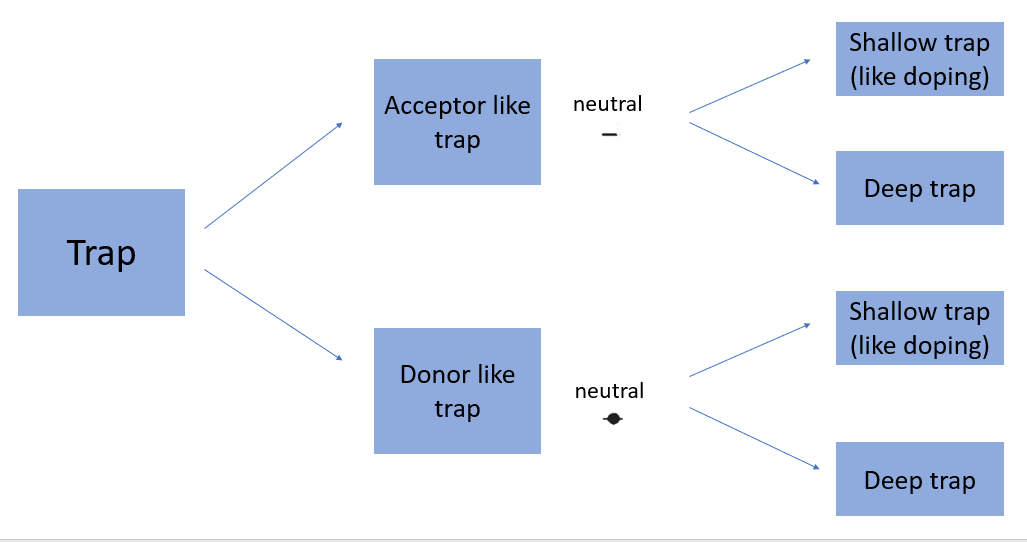 Trap
Acceptor like
trap
neutral
Shallow trap
(like doping)
Deep trap
Donor like
trap
neutral
Shallow trap
(like doping)
Deep trap